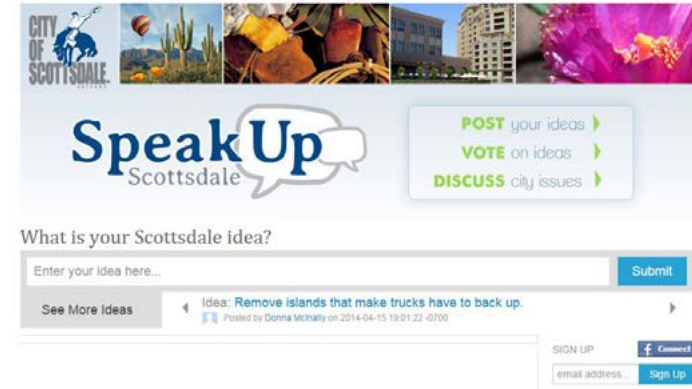 CITY
OF
SCOTTSDALE
Speak Up
Scottsdale
POST your ideas
VOTE on ideas
DISCUSS city issues
What is your Scottsdale idea?
Enter your idea here...
Submit
See More Ideas
Idea: Remove islands that make trucks have to back up.
Posted by Donna McInally on 2014-04-15 19:01:22 -0700
SIGN UP
f Connect
email address...
Sign Up